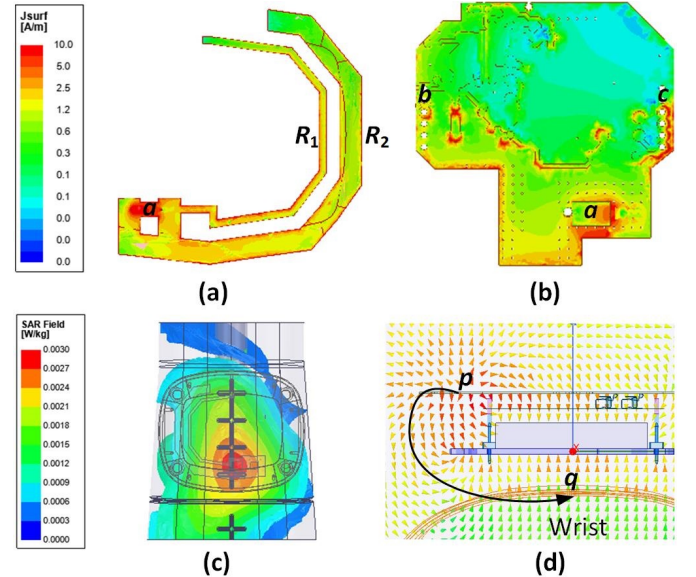 Jsurf
[A/m]
10.0
5.0
2.5
1.2
0.6
0.3
0.1
0.1
0.0
0.0
0.0
a
R1
R2
(a)
b
c
a
(b)
SAR Field
[W/kg]
0.0030
0.0027
0.0024
0.0021
0.0018
0.0015
0.0012
0.0009
0.0006
0.0003
0.0000
(c)
p
q
Wrist
(d)